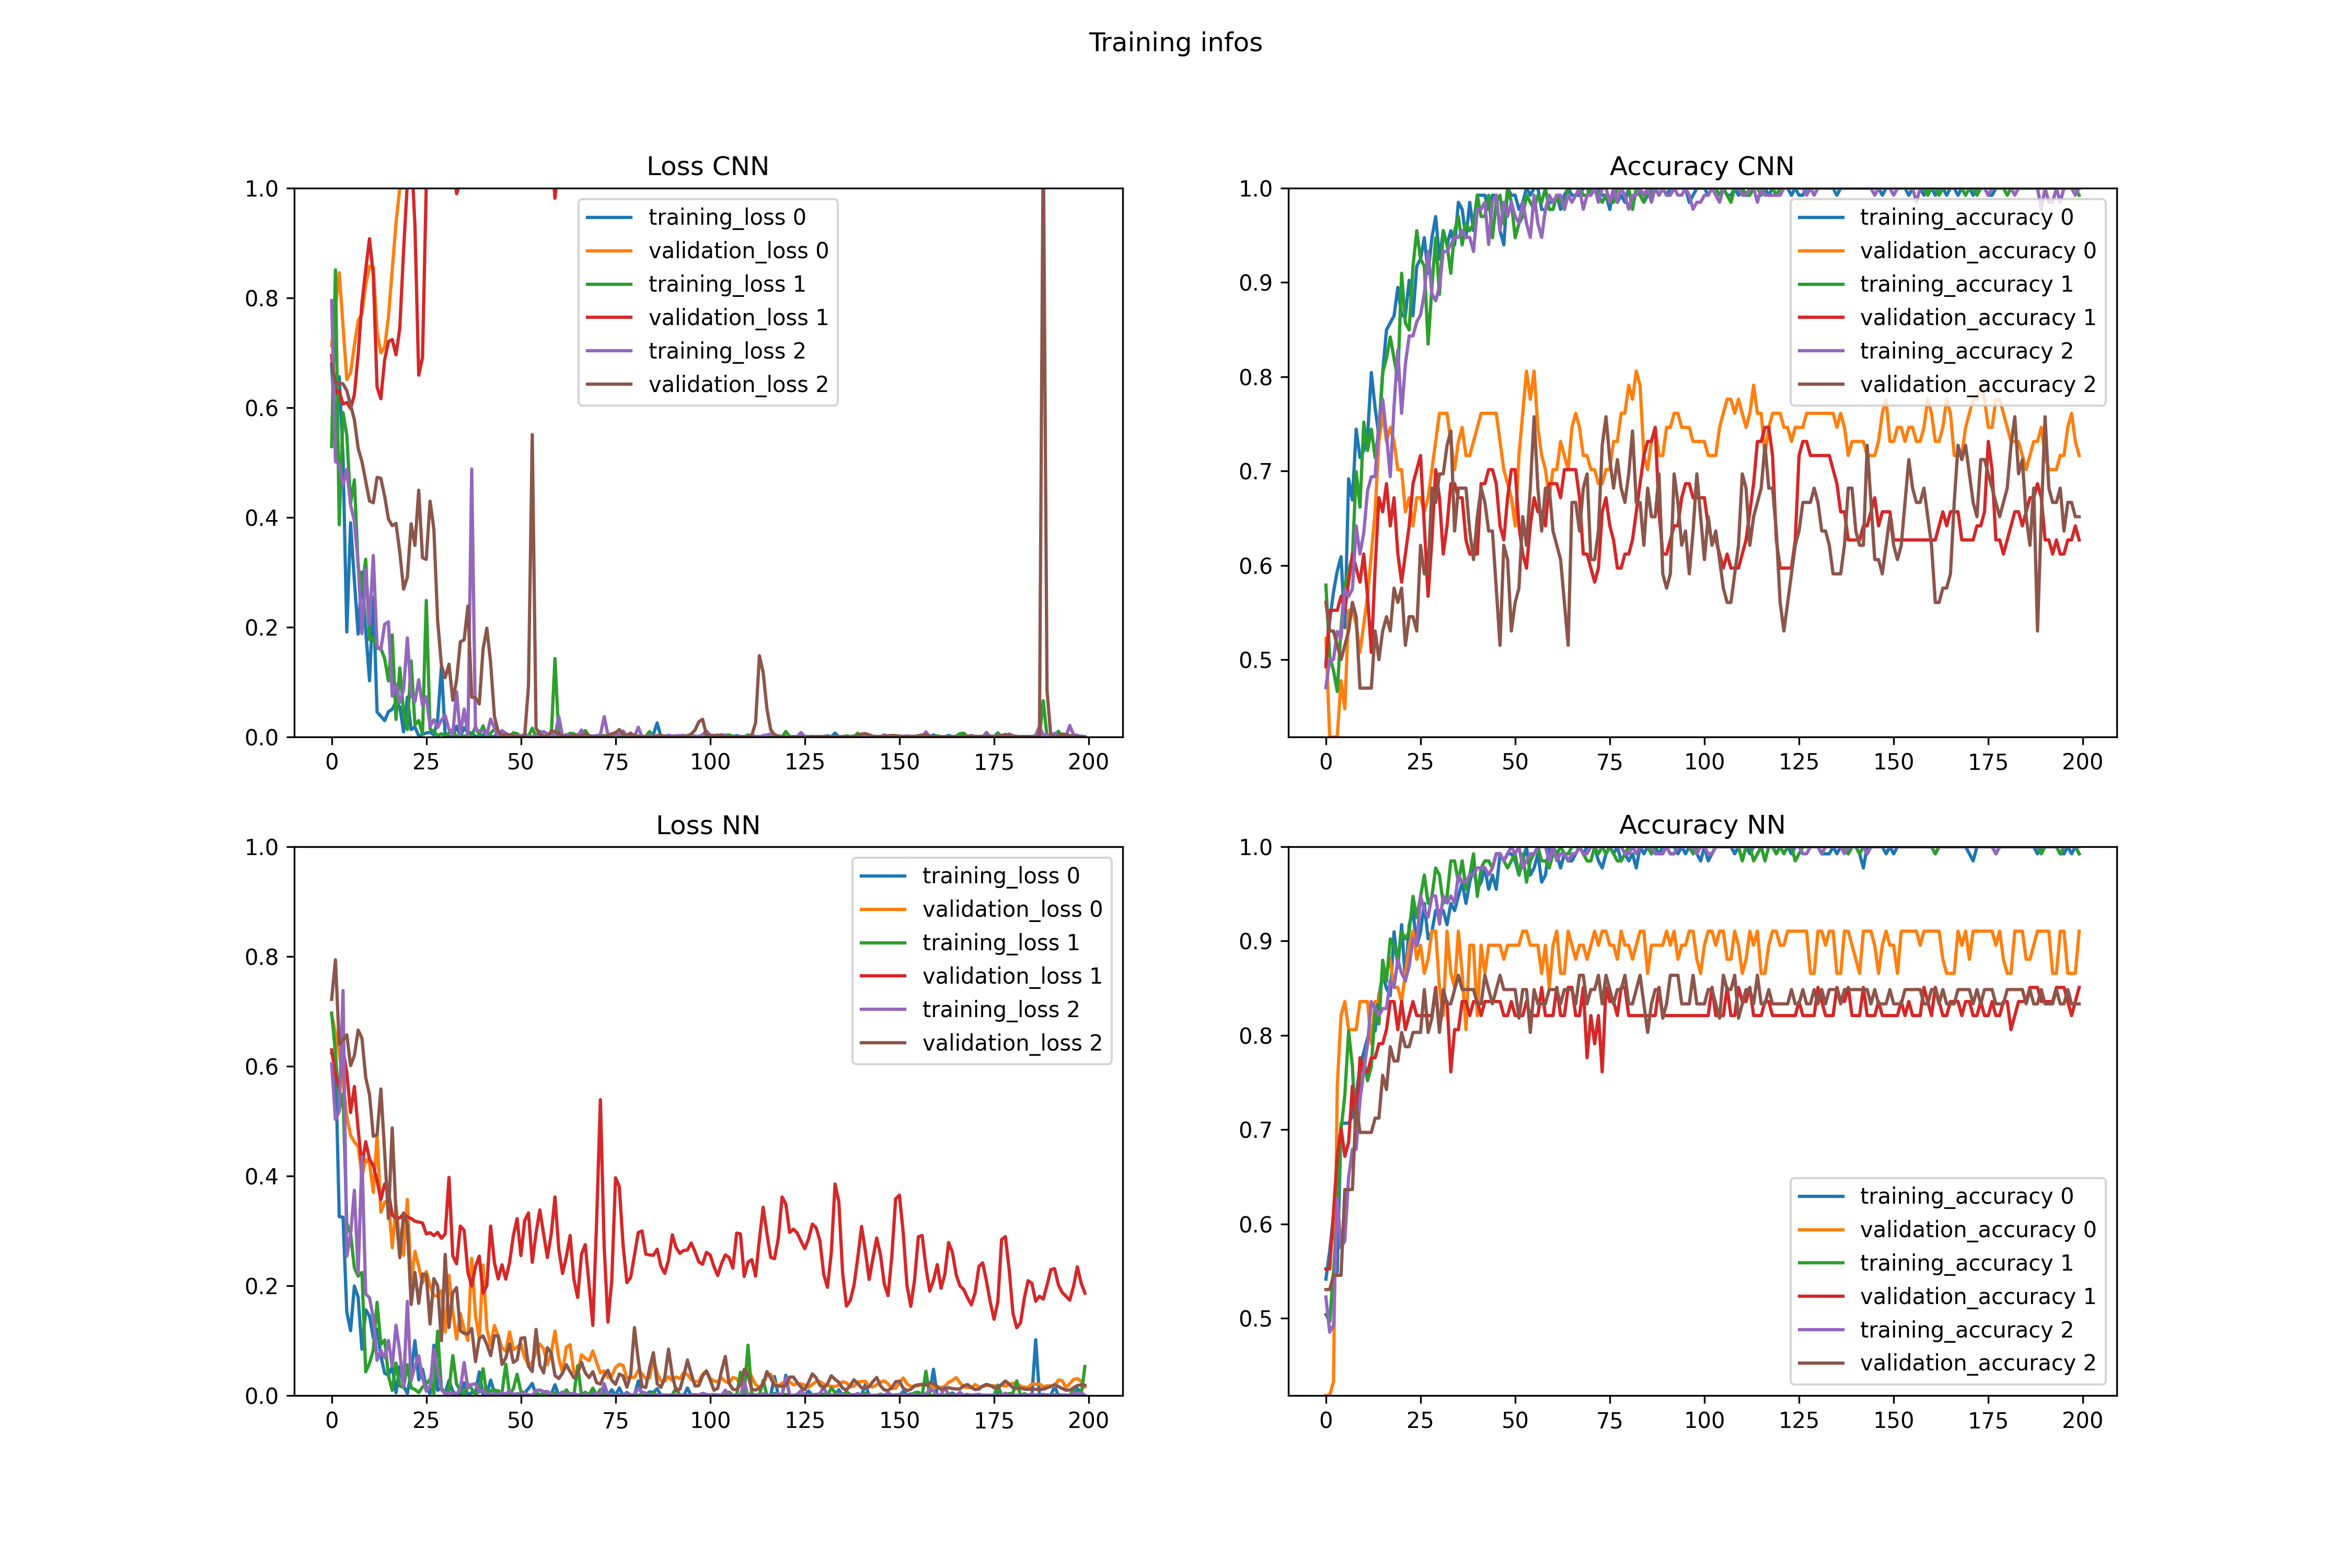 Training infos
Loss CNN
1.0
0.8
0.6
0.4
0.2
0.0
training_loss 0
validation_loss 0
training_loss 1
validation_loss 1
training_loss 2
validation_loss 2
0 25 50 75 100 125 150 175 200
Accuracy CNN
1.0
0.9
0.8
0.7
0.6
0.5
training_accuracy 0
validation_accuracy 0
training_accuracy 1
validation_accuracy 1
training_accuracy 2
validation_accuracy 2
0 25 50 75 100 125 150 175 200
Loss NN
1.0
0.8
0.6
0.4
0.2
0.0
training_loss 0
validation_loss 0
training_loss 1
validation_loss 1
training_loss 2
validation_loss 2
0 25 50 75 100 125 150 175 200
Accuracy NN
1.0
0.9
0.8
0.7
0.6
0.5
training_accuracy 0
validation_accuracy 0
training_accuracy 1
validation_accuracy 1
training_accuracy 2
validation_accuracy 2
0 25 50 75 100 125 150 175 200